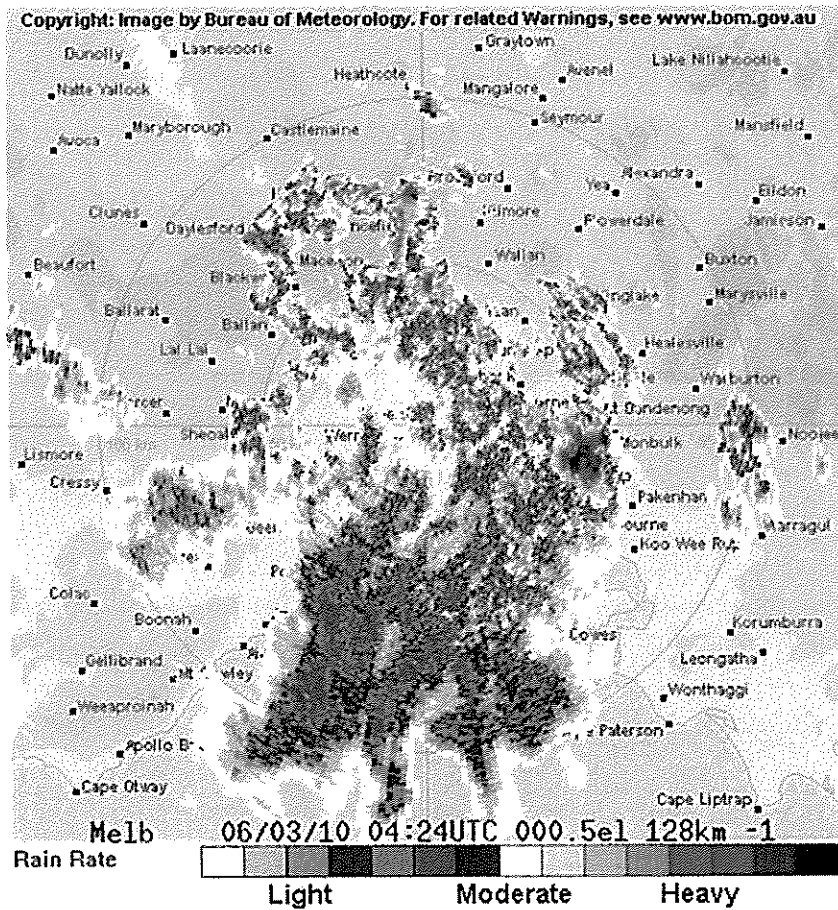 Copyright: Image by Bureau of Meteorology. For related Warnings, see www.bom.gov.au
Dunolly
Laanecoorie
Graytown
Heathcote
Avenel
Lake Nillahcootie
Natte Yallock
Mangalore
Seymour
Avoca
Maryborough
Castlemaine
Mansfield
Alexandra
Yea
Eildon
Clunes
Daylesford
Flowerdale
Jamieson
Beaufort
Wallan
Buxton
Marysville
Ballarat
Ballan
Healesville
Lal Lal
Warburton
Dandenong
Lismore
Monbulk
Noojee
Cressy
Pakenham
Koo Wee Rup
Colac
Boonah
Cowes
Korumburra
Leongatha
Gellibrand
Wonthaggi
Weeaproinah
Paterson
Cape Otway
Cape Liptrap
Melb 06/03/10 04:24UTC 000.5el 128km -1
Rain Rate
Light Moderate Heavy